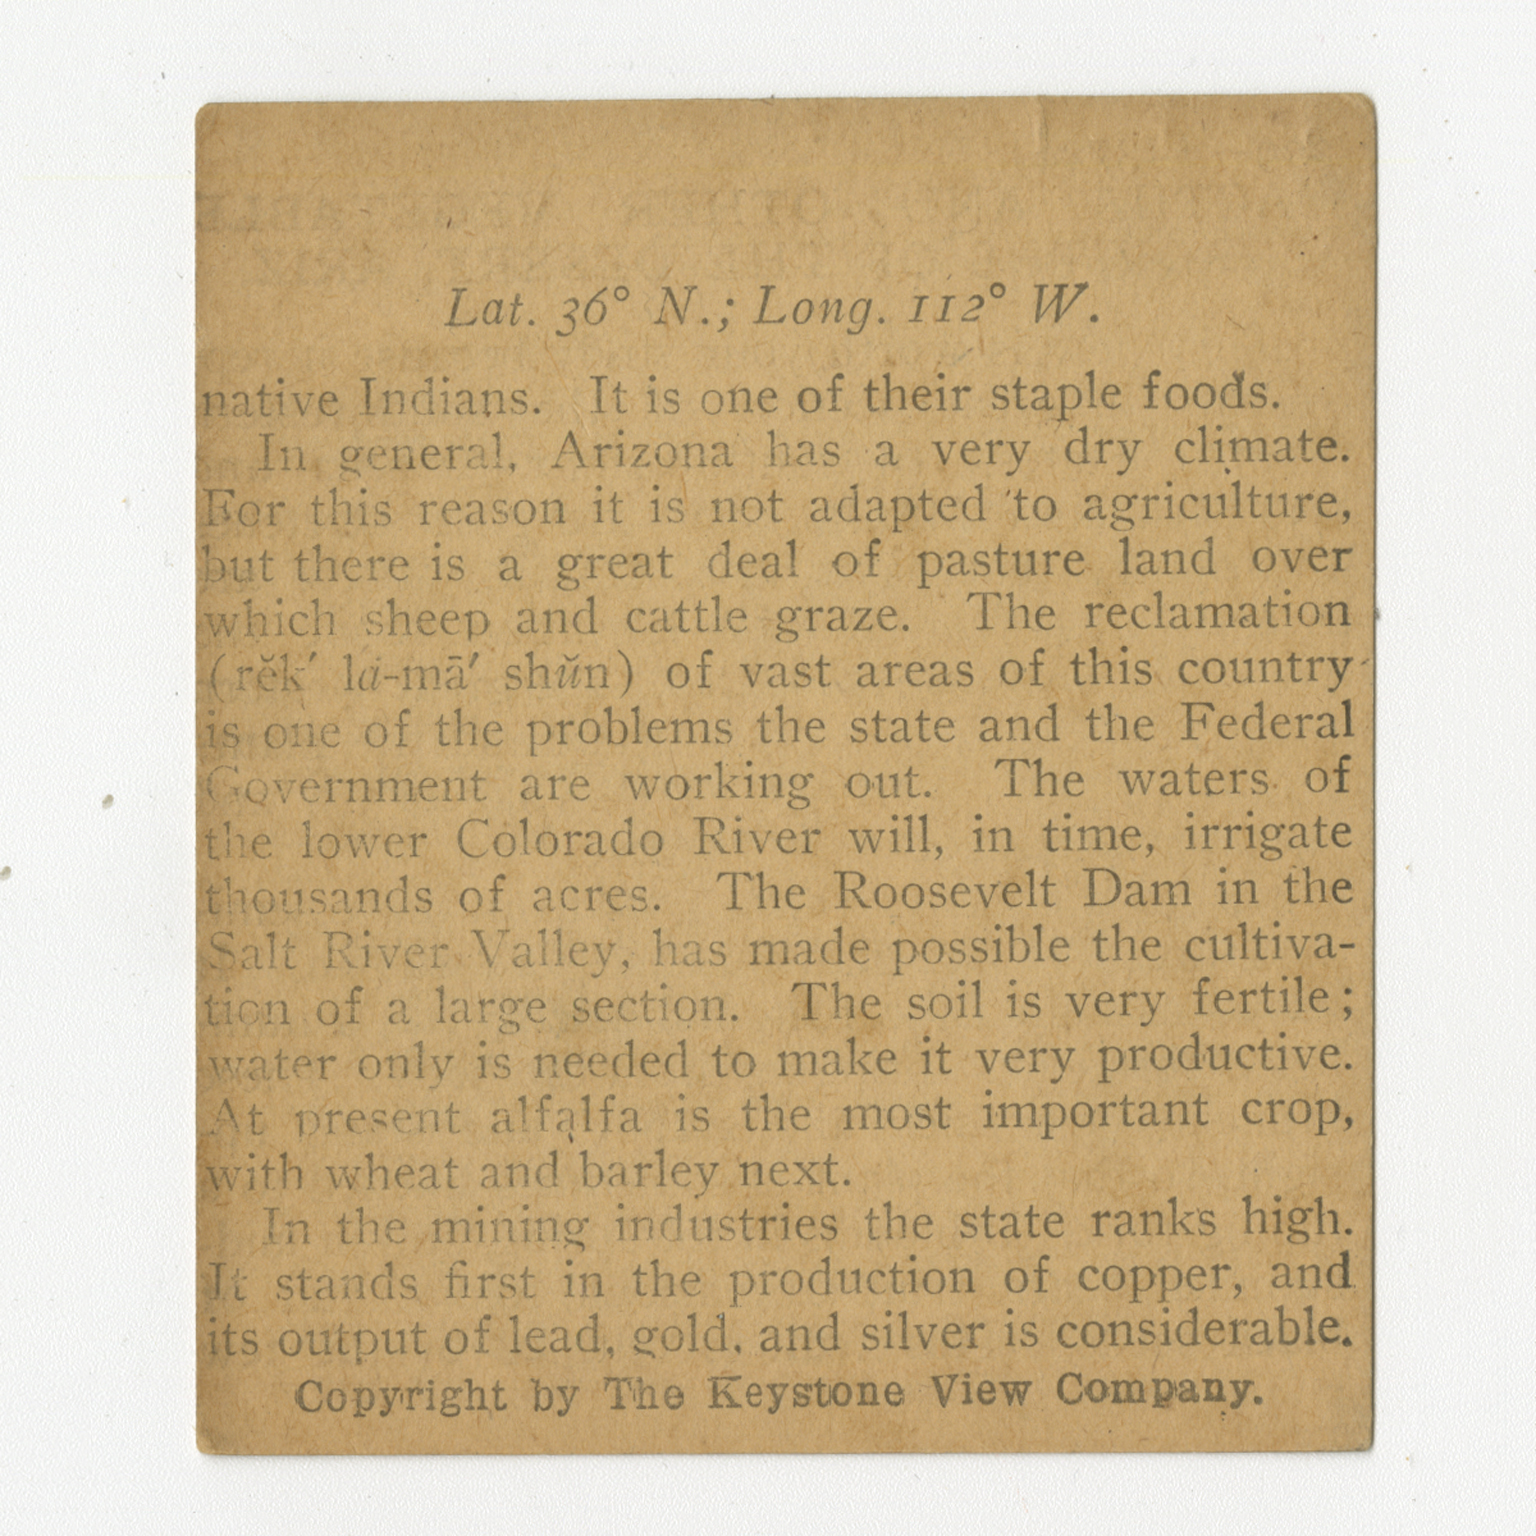 Lat. 36° N.; Long. 112° W.
native Indians. It is one of their staple foods.
In general, Arizona has a very dry climate.
For this reason it is not adapted to agriculture,
but there is a great deal of pasture land over
which sheep and cattle graze. The reclamation
(rĕk′ lȧ-mā′ shŭn) of vast areas of this country
is one of the problems the state and the Federal
Government are working out. The waters of
the lower Colorado River will, in time, irrigate
thousands of acres. The Roosevelt Dam in the
Salt River Valley, has made possible the cultiva-
tion of a large section. The soil is very fertile;
water only is needed to make it very productive.
At present alfalfa is the most important crop,
with wheat and barley next.
In the mining industries the state ranks high.
It stands first in the production of copper, and
its output of lead, gold, and silver is considerable.
Copyright by The Keystone View Company.